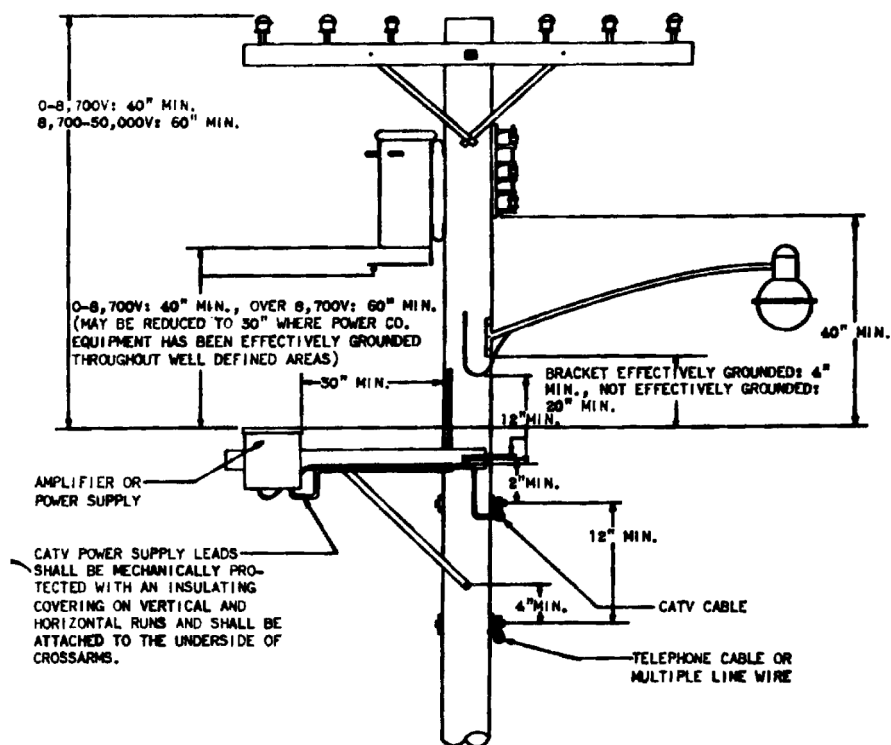 0-8,700V: 40" MIN.
8,700-50,000V: 60" MIN.
0-8,700V: 40" MIN., OVER 8,700V: 60" MIN.
(MAY BE REDUCED TO 30" WHERE POWER CO.
EQUIPMENT HAS BEEN EFFECTIVELY GROUNDED
THROUGHOUT WELL DEFINED AREAS)
40" MIN.
30" MIN.
BRACKET EFFECTIVELY GROUNDED: 4"
MIN., NOT EFFECTIVELY GROUNDED:
20" MIN.
12"MIN.
AMPLIFIER OR
POWER SUPPLY
2"MIN.
12" MIN.
CATV POWER SUPPLY LEADS
SHALL BE MECHANICALLY PRO-
TECTED WITH AN INSULATING
COVERING ON VERTICAL AND
HORIZONTAL RUNS AND SHALL BE
ATTACHED TO THE UNDERSIDE OF
CROSSARMS.
4"MIN.
CATV CABLE
TELEPHONE CABLE OR
MULTIPLE LINE WIRE